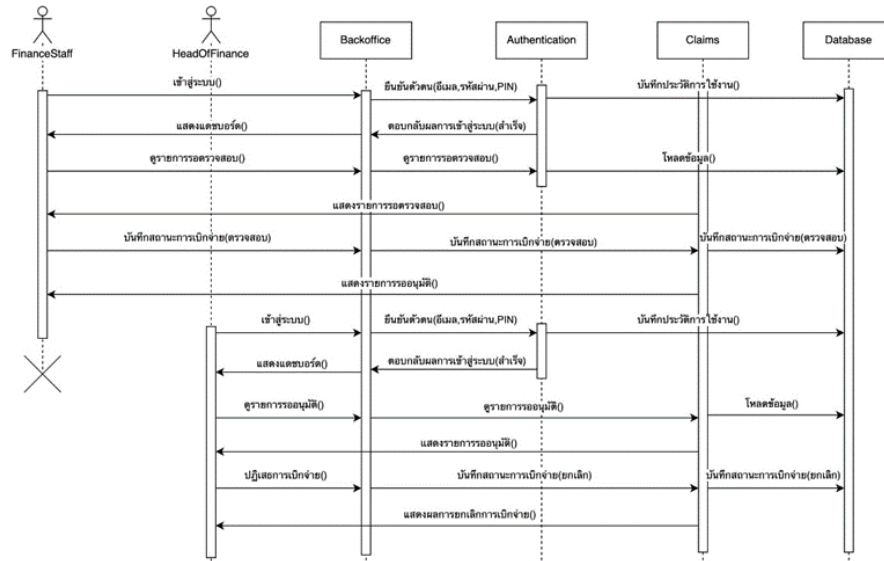 FinanceStaff
HeadOfFinance
Backoffice
Authentication
Claims
Database
เข้าสู่ระบบ()
ยืนยันตัวตน(อีเมล,รหัสผ่าน,PIN)
บันทึกประวัติการใช้งาน()
แสดงแดชบอร์ด()
ตอบกลับผลการเข้าสู่ระบบ(สำเร็จ)
ดูรายการรอตรวจสอบ()
ดูรายการรอตรวจสอบ()
โหลดข้อมูล()
แสดงรายการรอตรวจสอบ()
บันทึกสถานะการเบิกจ่าย(ตรวจสอบ)
บันทึกสถานะการเบิกจ่าย(ตรวจสอบ)
บันทึกสถานะการเบิกจ่าย(ตรวจสอบ)
แสดงรายการรออนุมัติ()
เข้าสู่ระบบ()
ยืนยันตัวตน(อีเมล,รหัสผ่าน,PIN)
บันทึกประวัติการใช้งาน()
แสดงแดชบอร์ด()
ตอบกลับผลการเข้าสู่ระบบ(สำเร็จ)
ดูรายการรออนุมัติ()
ดูรายการรออนุมัติ()
โหลดข้อมูล()
แสดงรายการรออนุมัติ()
ปฏิเสธการเบิกจ่าย()
บันทึกสถานะการเบิกจ่าย(ยกเลิก)
บันทึกสถานะการเบิกจ่าย(ยกเลิก)
แสดงผลการยกเลิกการเบิกจ่าย()